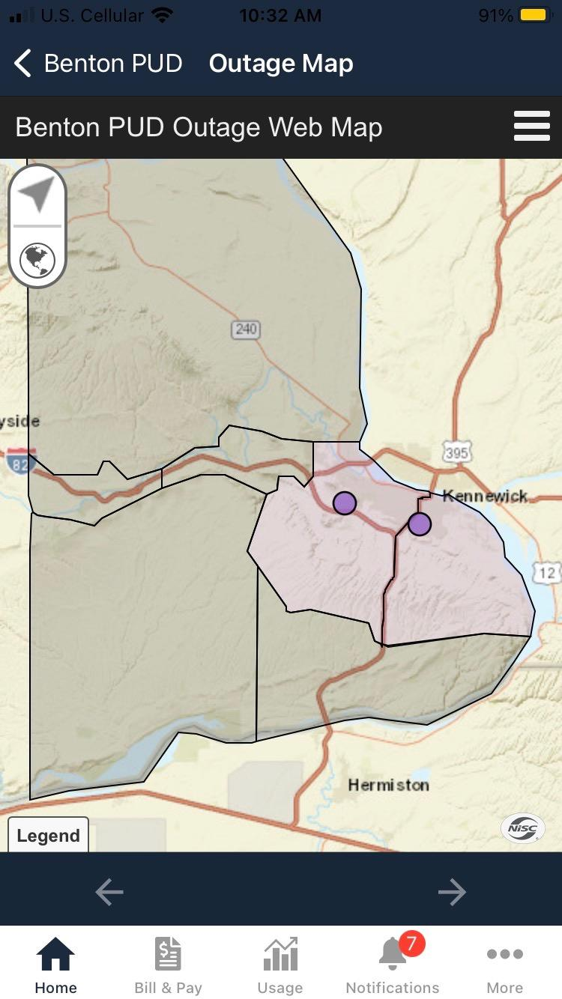 U.S. Cellular 10:32 AM 91%
Benton PUD Outage Map
Benton PUD Outage Web Map
240
yside
82
395
Kennewick
12
Hermiston
Legend
NISC
7
Home Bill & Pay Usage Notifications More